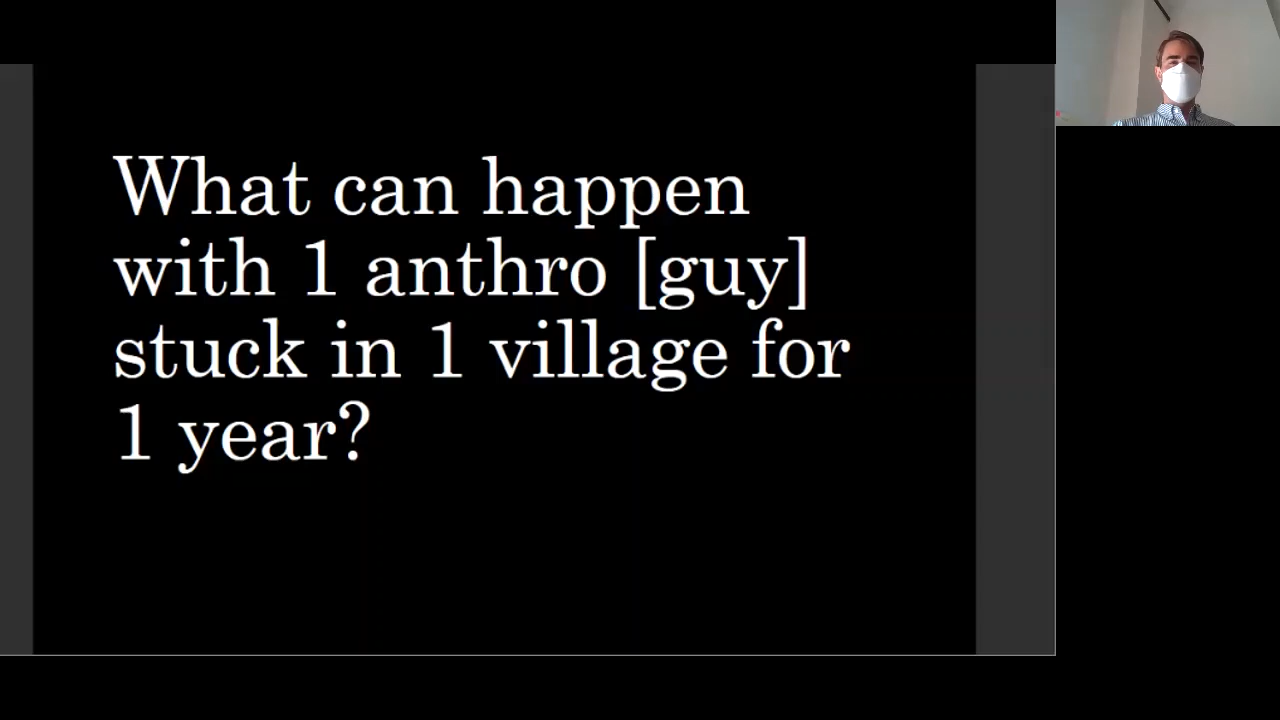 What can happen
with 1 anthro [guy]
stuck in 1 village for
1 year?